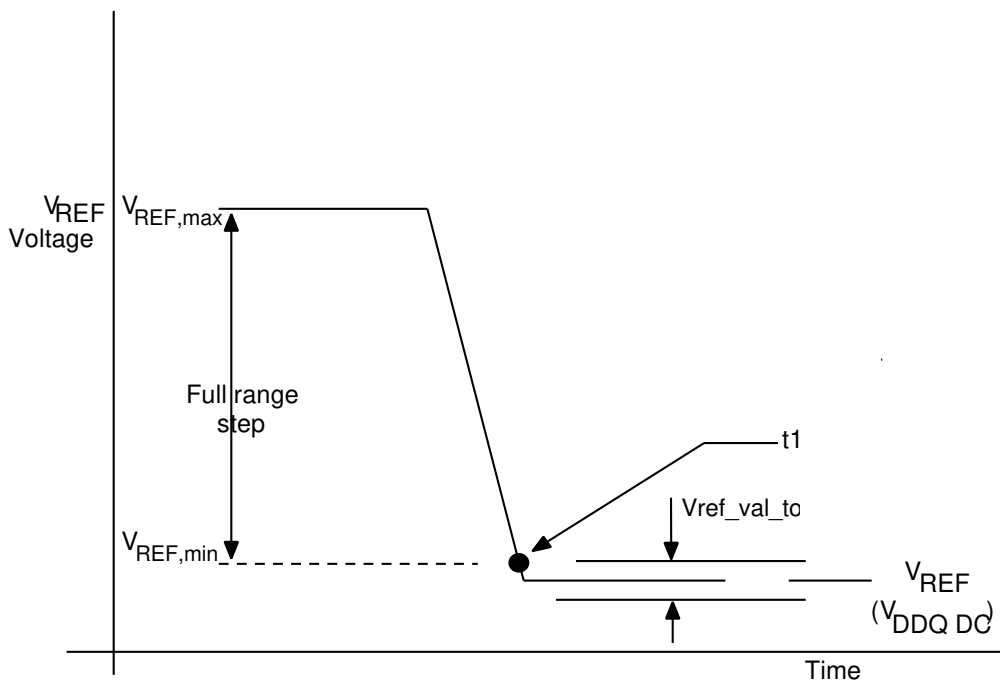 VREF
Voltage
VREF,max
Full range
step
t1
Vref_val_to
VREF,min
VREF
(VDDQ DC)
Time